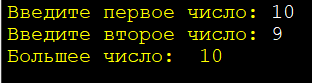 Введите первое число: 10
Введите второе число: 9
Большее число:  10